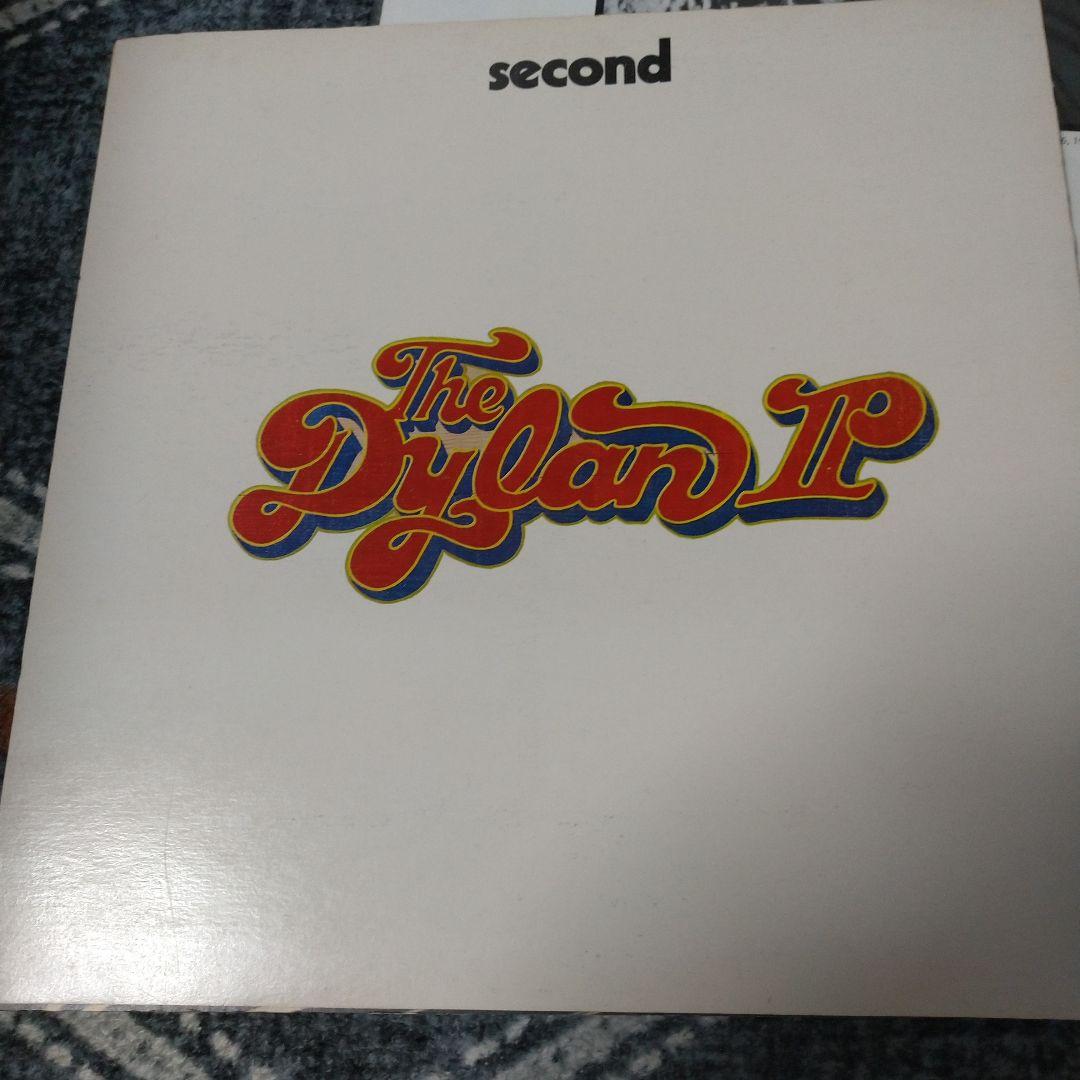 second
The
Dylan II